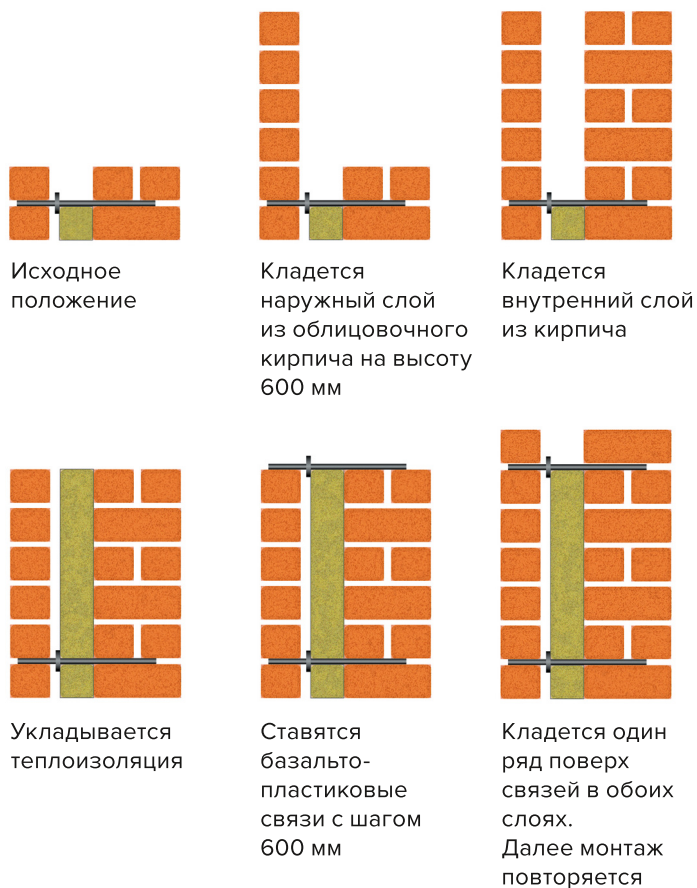 Исходное
положение
Кладется
наружный слой
из облицовочного
кирпича на высоту
600 мм
Кладется
внутренний слой
из кирпича
Укладывается
теплоизоляция
Ставятся
базальто-
пластиковые
связи с шагом
600 мм
Кладется один
ряд поверх
связей в обоих
слоях.
Далее монтаж
повторяется